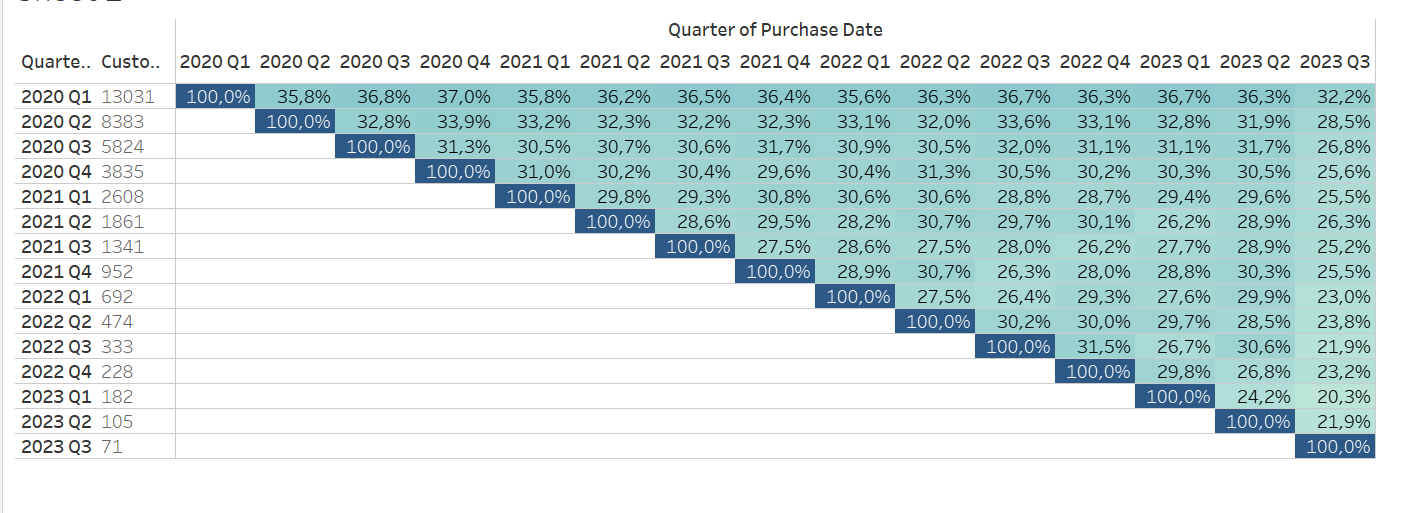 Quarter of Purchase Date
Quarte.. Custo.. 2020 Q1 2020 Q2 2020 Q3 2020 Q4 2021 Q1 2021 Q2 2021 Q3 2021 Q4 2022 Q1 2022 Q2 2022 Q3 2022 Q4 2023 Q1 2023 Q2 2023 Q3
2020 Q1 13031 100,0% 35,8% 36,8% 37,0% 35,8% 36,2% 36,5% 36,4% 35,6% 36,3% 36,7% 36,3% 36,7% 36,3% 32,2%
2020 Q2 8383 100,0% 32,8% 33,9% 33,2% 32,3% 32,2% 32,3% 33,1% 32,0% 33,6% 33,1% 32,8% 31,9% 28,5%
2020 Q3 5824 100,0% 31,3% 30,5% 30,7% 30,6% 31,7% 30,9% 30,5% 32,0% 31,1% 31,1% 31,7% 26,8%
2020 Q4 3835 100,0% 31,0% 30,2% 30,4% 29,6% 30,4% 31,3% 30,5% 30,2% 30,3% 30,5% 25,6%
2021 Q1 2608 100,0% 29,8% 29,3% 30,8% 30,6% 30,6% 28,8% 28,7% 29,4% 29,6% 25,5%
2021 Q2 1861 100,0% 28,6% 29,5% 28,2% 30,7% 29,7% 30,1% 26,2% 28,9% 26,3%
2021 Q3 1341 100,0% 27,5% 28,6% 27,5% 28,0% 26,2% 27,7% 28,9% 25,2%
2021 Q4 952 100,0% 28,9% 30,7% 26,3% 28,0% 28,8% 30,3% 25,5%
2022 Q1 692 100,0% 27,5% 26,4% 29,3% 27,6% 29,9% 23,0%
2022 Q2 474 100,0% 30,2% 30,0% 29,7% 28,5% 23,8%
2022 Q3 333 100,0% 31,5% 26,7% 30,6% 21,9%
2022 Q4 228 100,0% 29,8% 26,8% 23,2%
2023 Q1 182 100,0% 24,2% 20,3%
2023 Q2 105 100,0% 21,9%
2023 Q3 71 100,0%